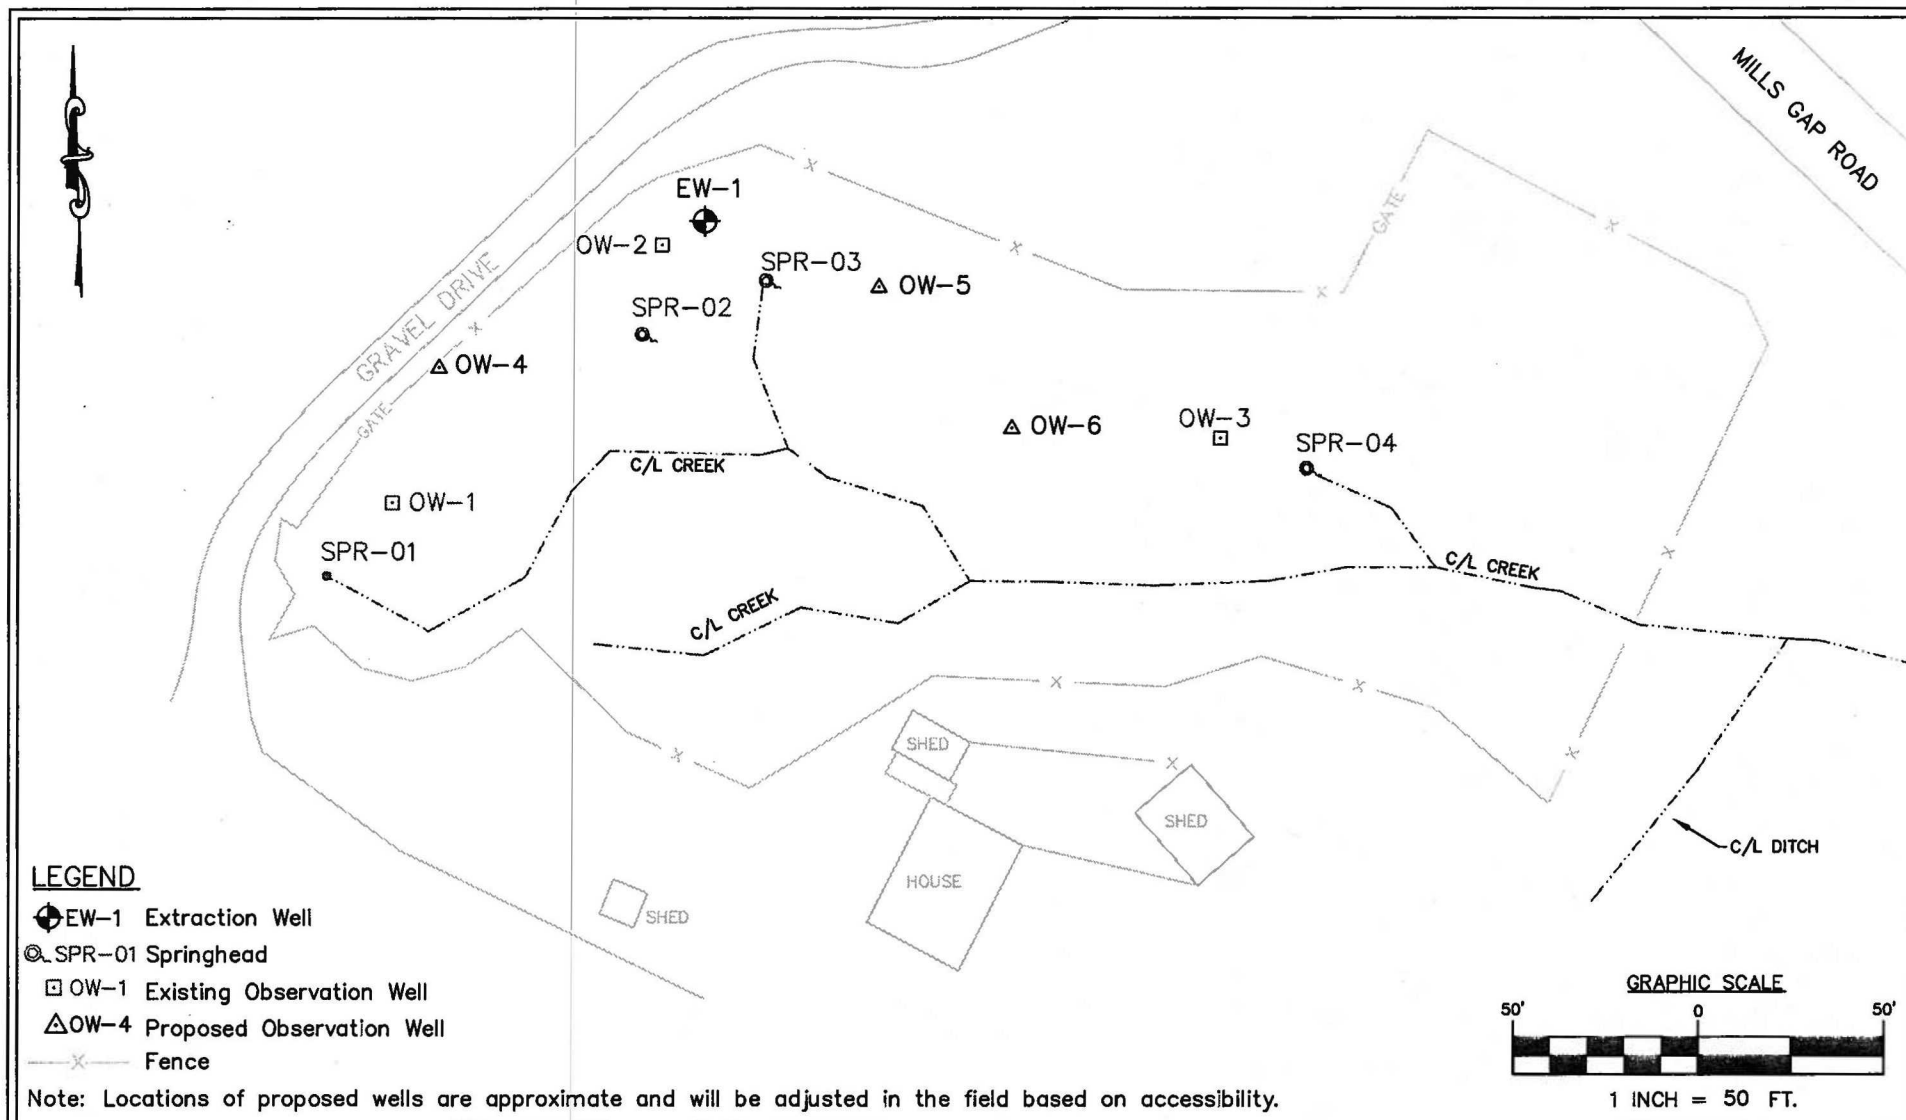 MILLS GAP ROAD
EW-1
OW-2
GATE
SPR-03
OW-5
GRAVEL DRIVE
SPR-02
OW-4
GATE
OW-6
OW-3
SPR-04
C/L CREEK
OW-1
SPR-01
C/L CREEK
C/L CREEK
SHED
SHED
C/L DITCH
HOUSE
SHED
LEGEND
EW-1 Extraction Well
SPR-01 Springhead
OW-1 Existing Observation Well
OW-4 Proposed Observation Well
X Fence
Note: Locations of proposed wells are approximate and will be adjusted in the field based on accessibility.
GRAPHIC SCALE
50' 0 50'
1 INCH = 50 FT.